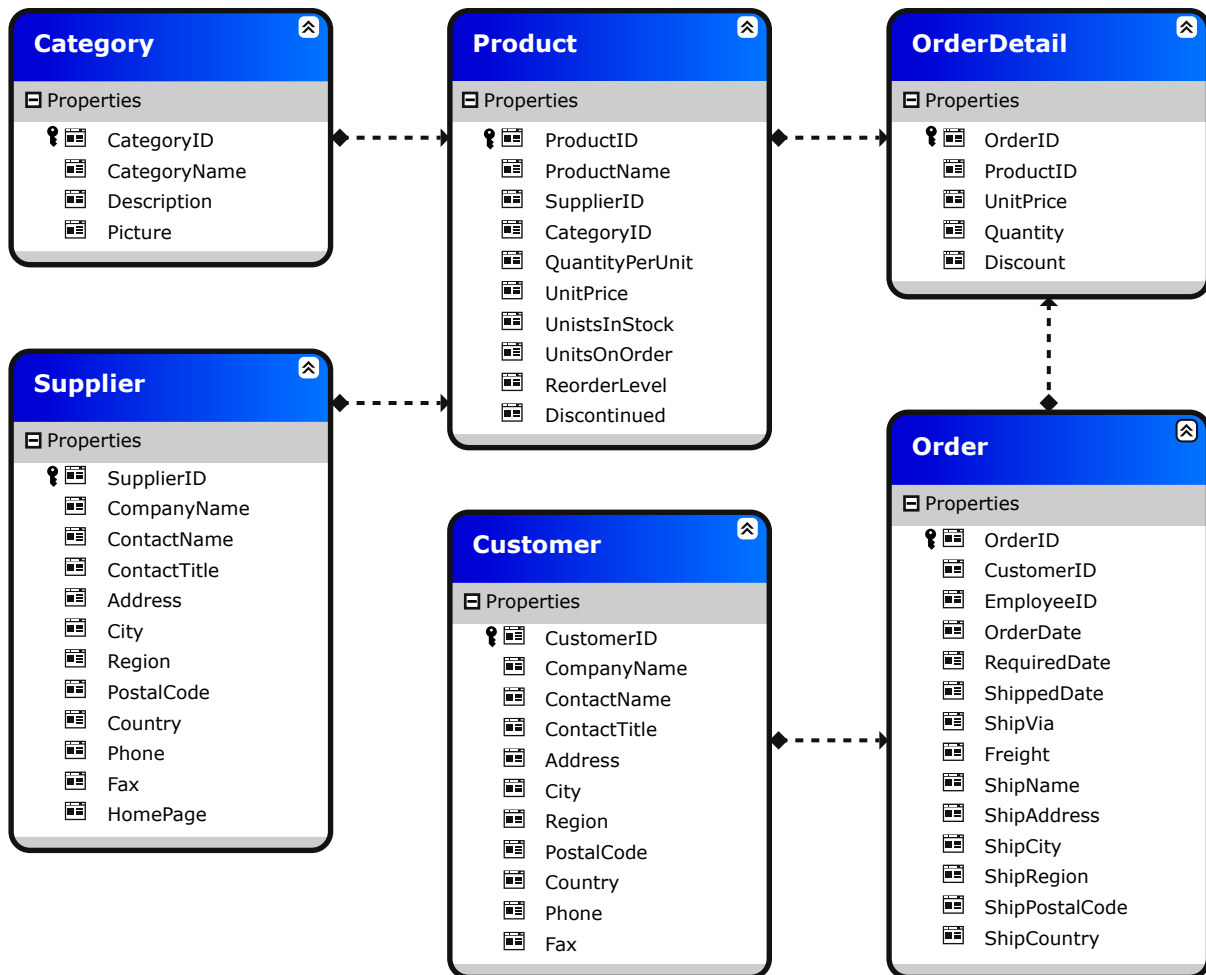 Category
Properties
CategoryID
CategoryName
Description
Picture
Product
Properties
ProductID
ProductName
SupplierID
CategoryID
QuantityPerUnit
UnitPrice
UnistsInStock
UnitsOnOrder
ReorderLevel
Discontinued
OrderDetail
Properties
OrderID
ProductID
UnitPrice
Quantity
Discount
Supplier
Properties
SupplierID
CompanyName
ContactName
ContactTitle
Address
City
Region
PostalCode
Country
Phone
Fax
HomePage
Customer
Properties
CustomerID
CompanyName
ContactName
ContactTitle
Address
City
Region
PostalCode
Country
Phone
Fax
Order
Properties
OrderID
CustomerID
EmployeeID
OrderDate
RequiredDate
ShippedDate
ShipVia
Freight
ShipName
ShipAddress
ShipCity
ShipRegion
ShipPostalCode
ShipCountry